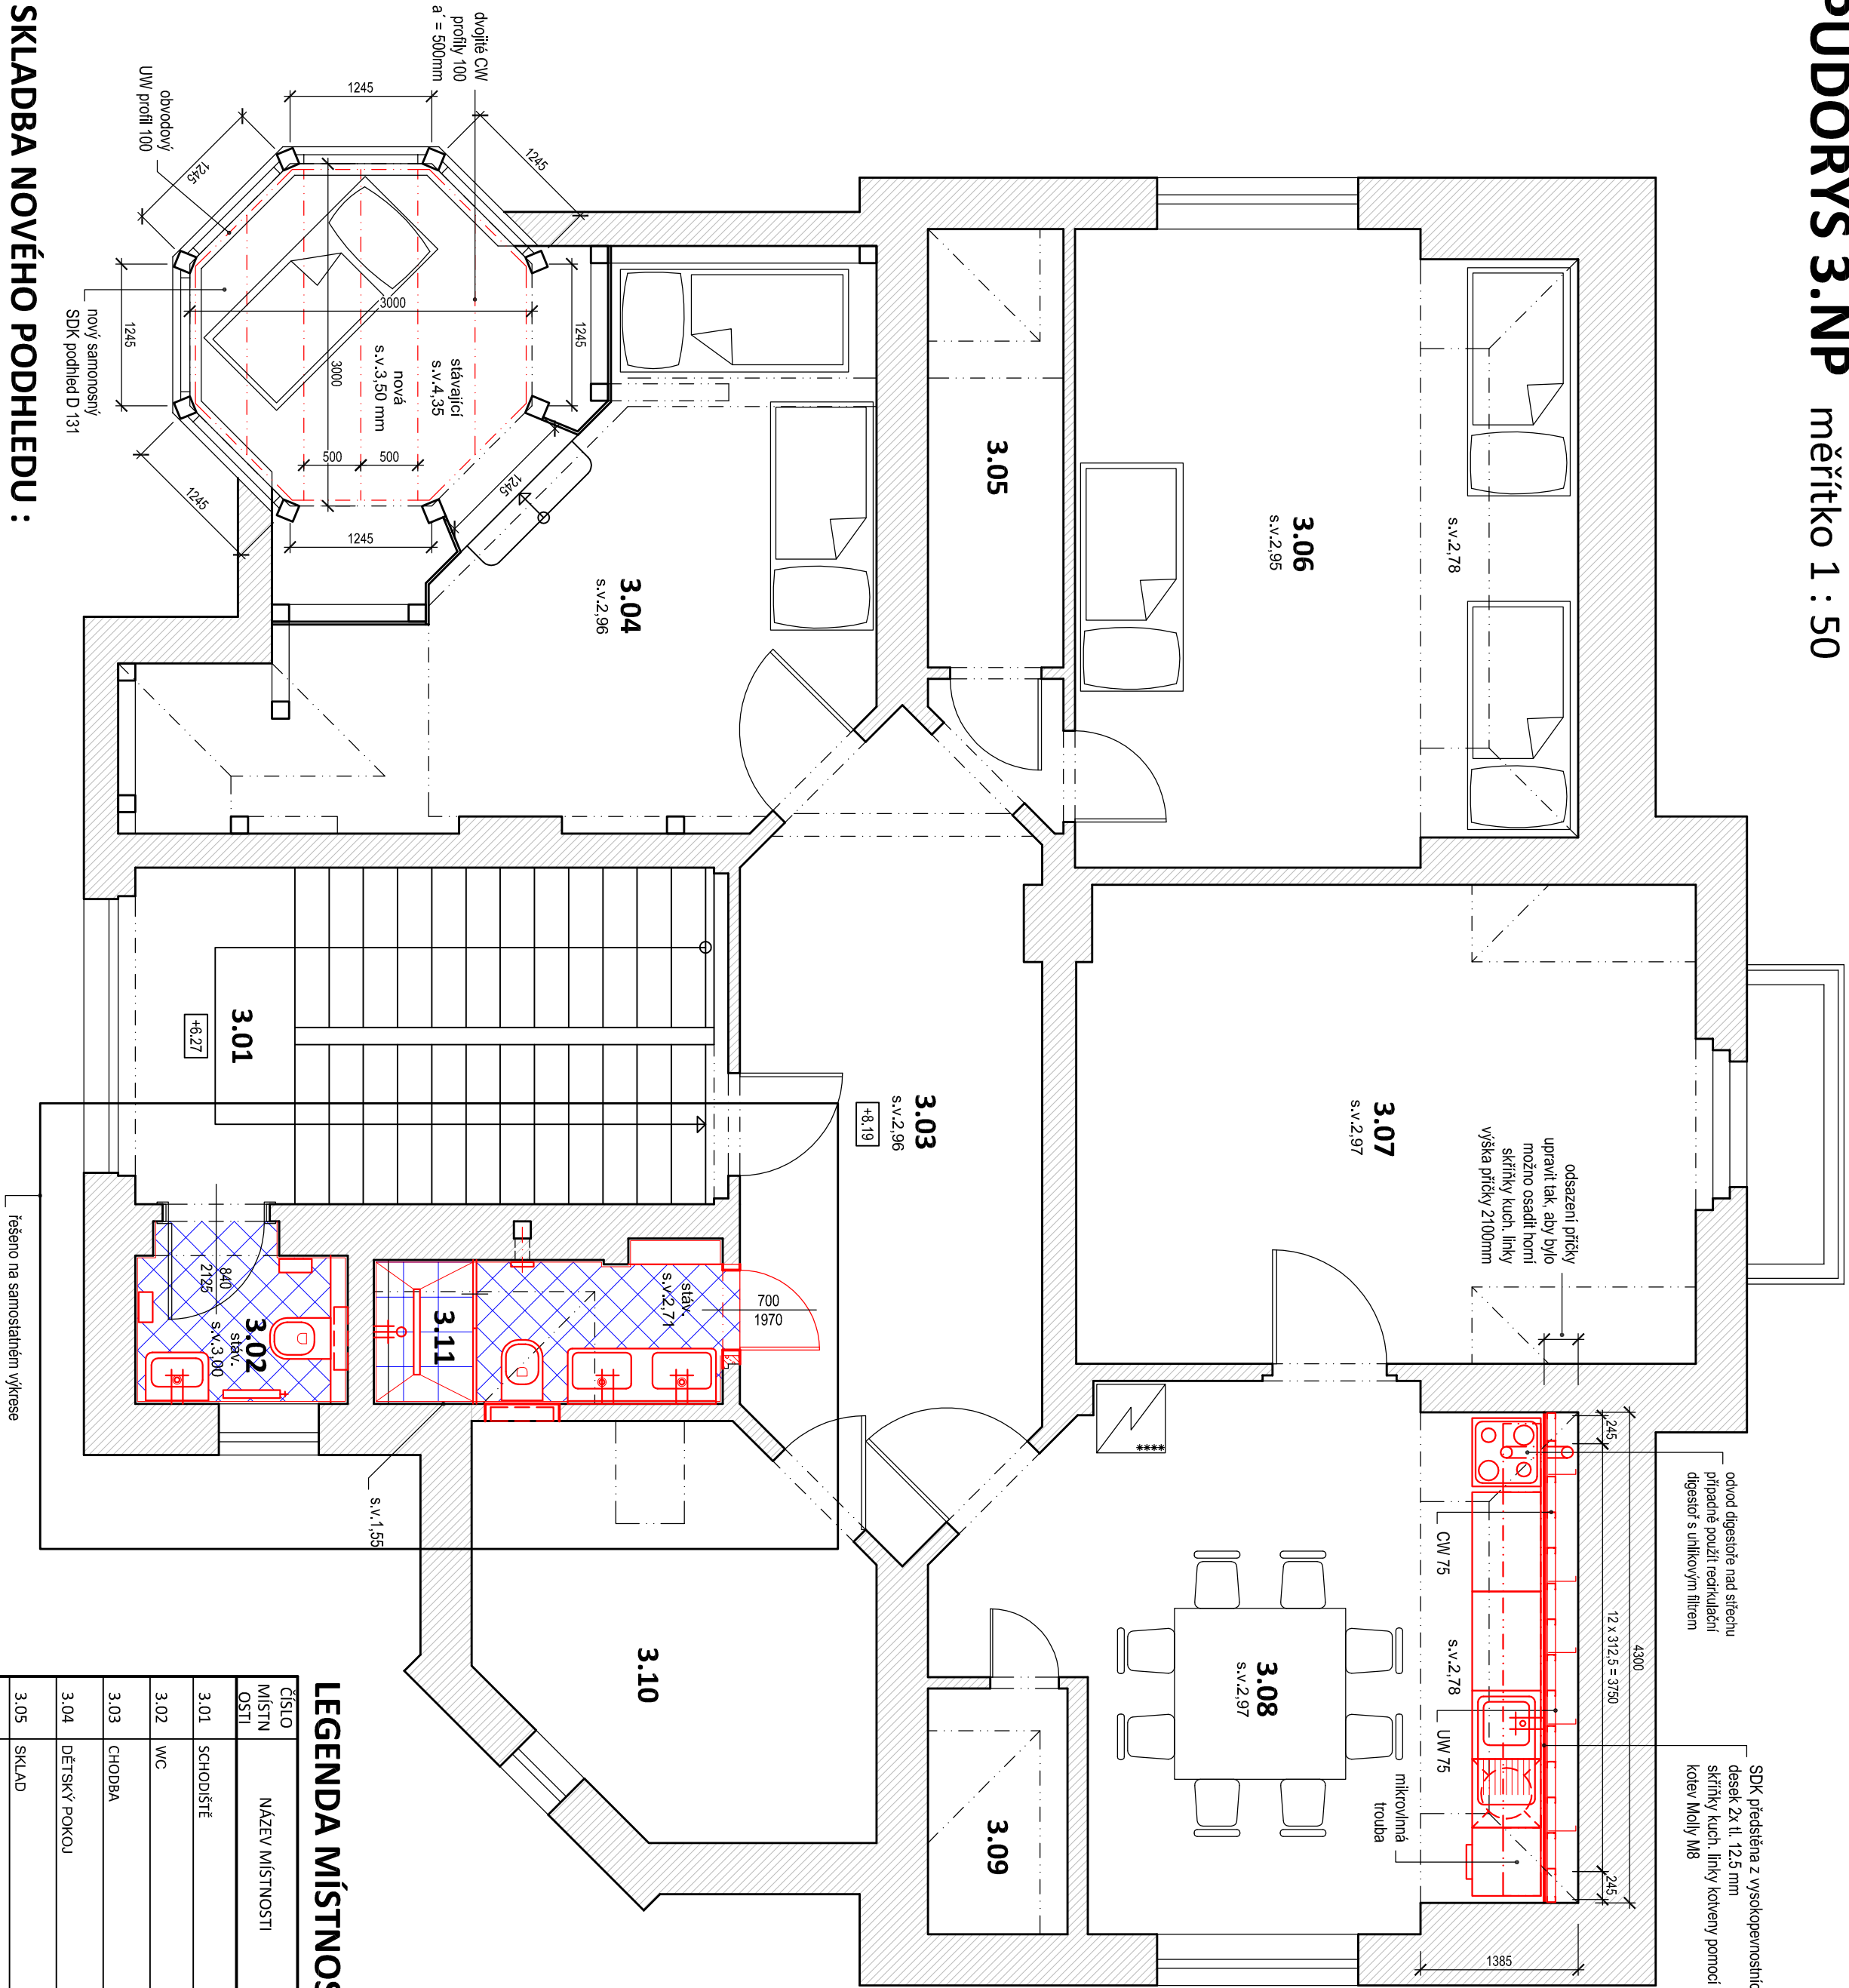 PŮDORYS 3.NP měřítko 1 : 50
SKLADBA NOVÉHO PODHLEDU :
dvojité CW
profily 100
a´ = 500mm
obvodový
UW profil 100
nový samonosný
SDK podhled D 131
1245
1245
1245
1245
1245
1245
1245
1245
3000
3000
500
500
stávající
s.v.4,35
nová
s.v.3,50 mm
3.04
s.v.2,96
3.05
3.06
s.v.2,95
s.v.2,78
3.07
s.v.2,97
odsazení příčky
upravit tak, aby bylo
možno osadit horní
skříňky kuch. linky
výška příčky 2100mm
3.03
s.v.2,96
+8.19
3.01
+6.27
840
2125
3.02
stáv.
s.v.3,00
3.11
stáv.
s.v.2,71
700
1970
s.v.1,55
řešeno na samostatném výkrese
3.10
3.08
s.v.2,97
s.v.2,78
3.09
CW 75
UW 75
mikrovlnná
trouba
****
245
12 x 312,5 = 3750
245
4300
1385
odvod digestoře nad střechu
případně použít recirkulační
digestoř s uhlíkovým filtrem
SDK předstěna z
desek 2x tl. 12.5 mm
skříňky kuch. linky kotveny pomocí
kotev Molly M8
LEGENDA
ČÍSLO
MÍSTN
OSTI
NÁZEV MÍSTNOSTI
3.01 SCHODIŠTĚ
3.02 WC
3.03 CHODBA
3.04 DĚTSKÝ POKOJ
3.05 SKLAD